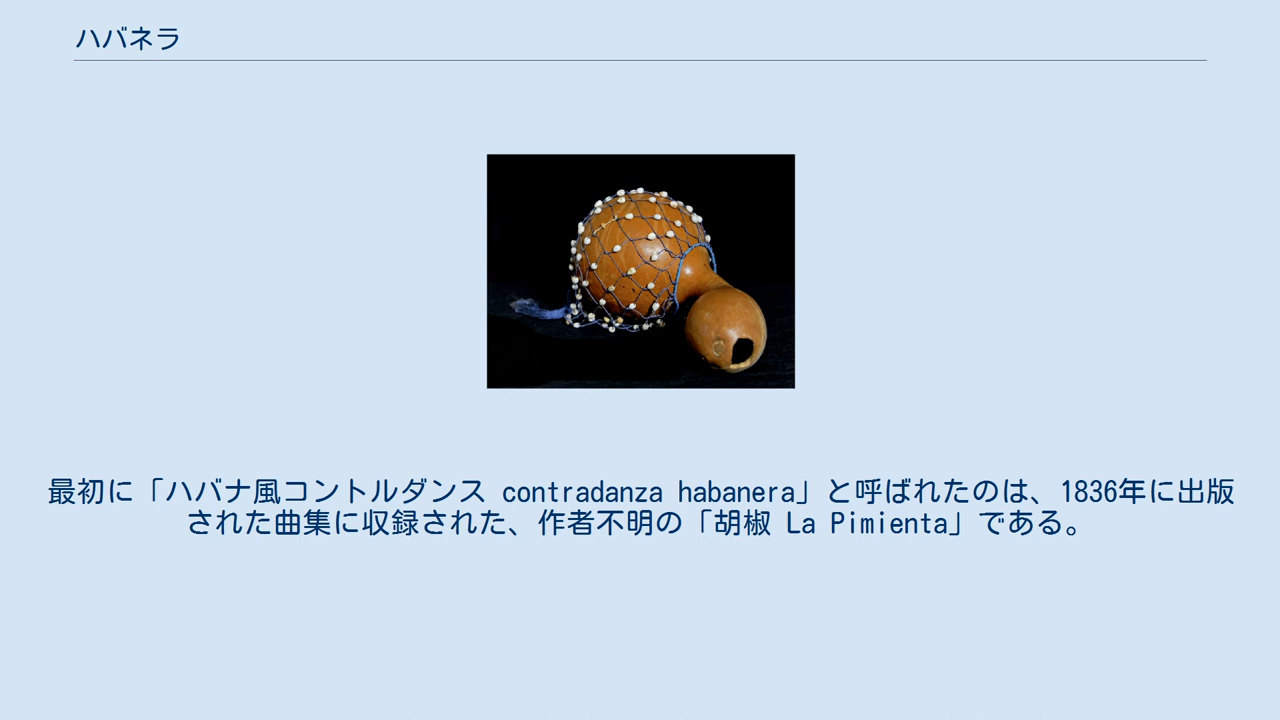 ハバネラ
最初に「ハバナ風コントルダンス contradanza habanera」と呼ばれたのは、1836年に出版
された曲集に収録された、作者不明の「胡椒 La Pimienta」である。